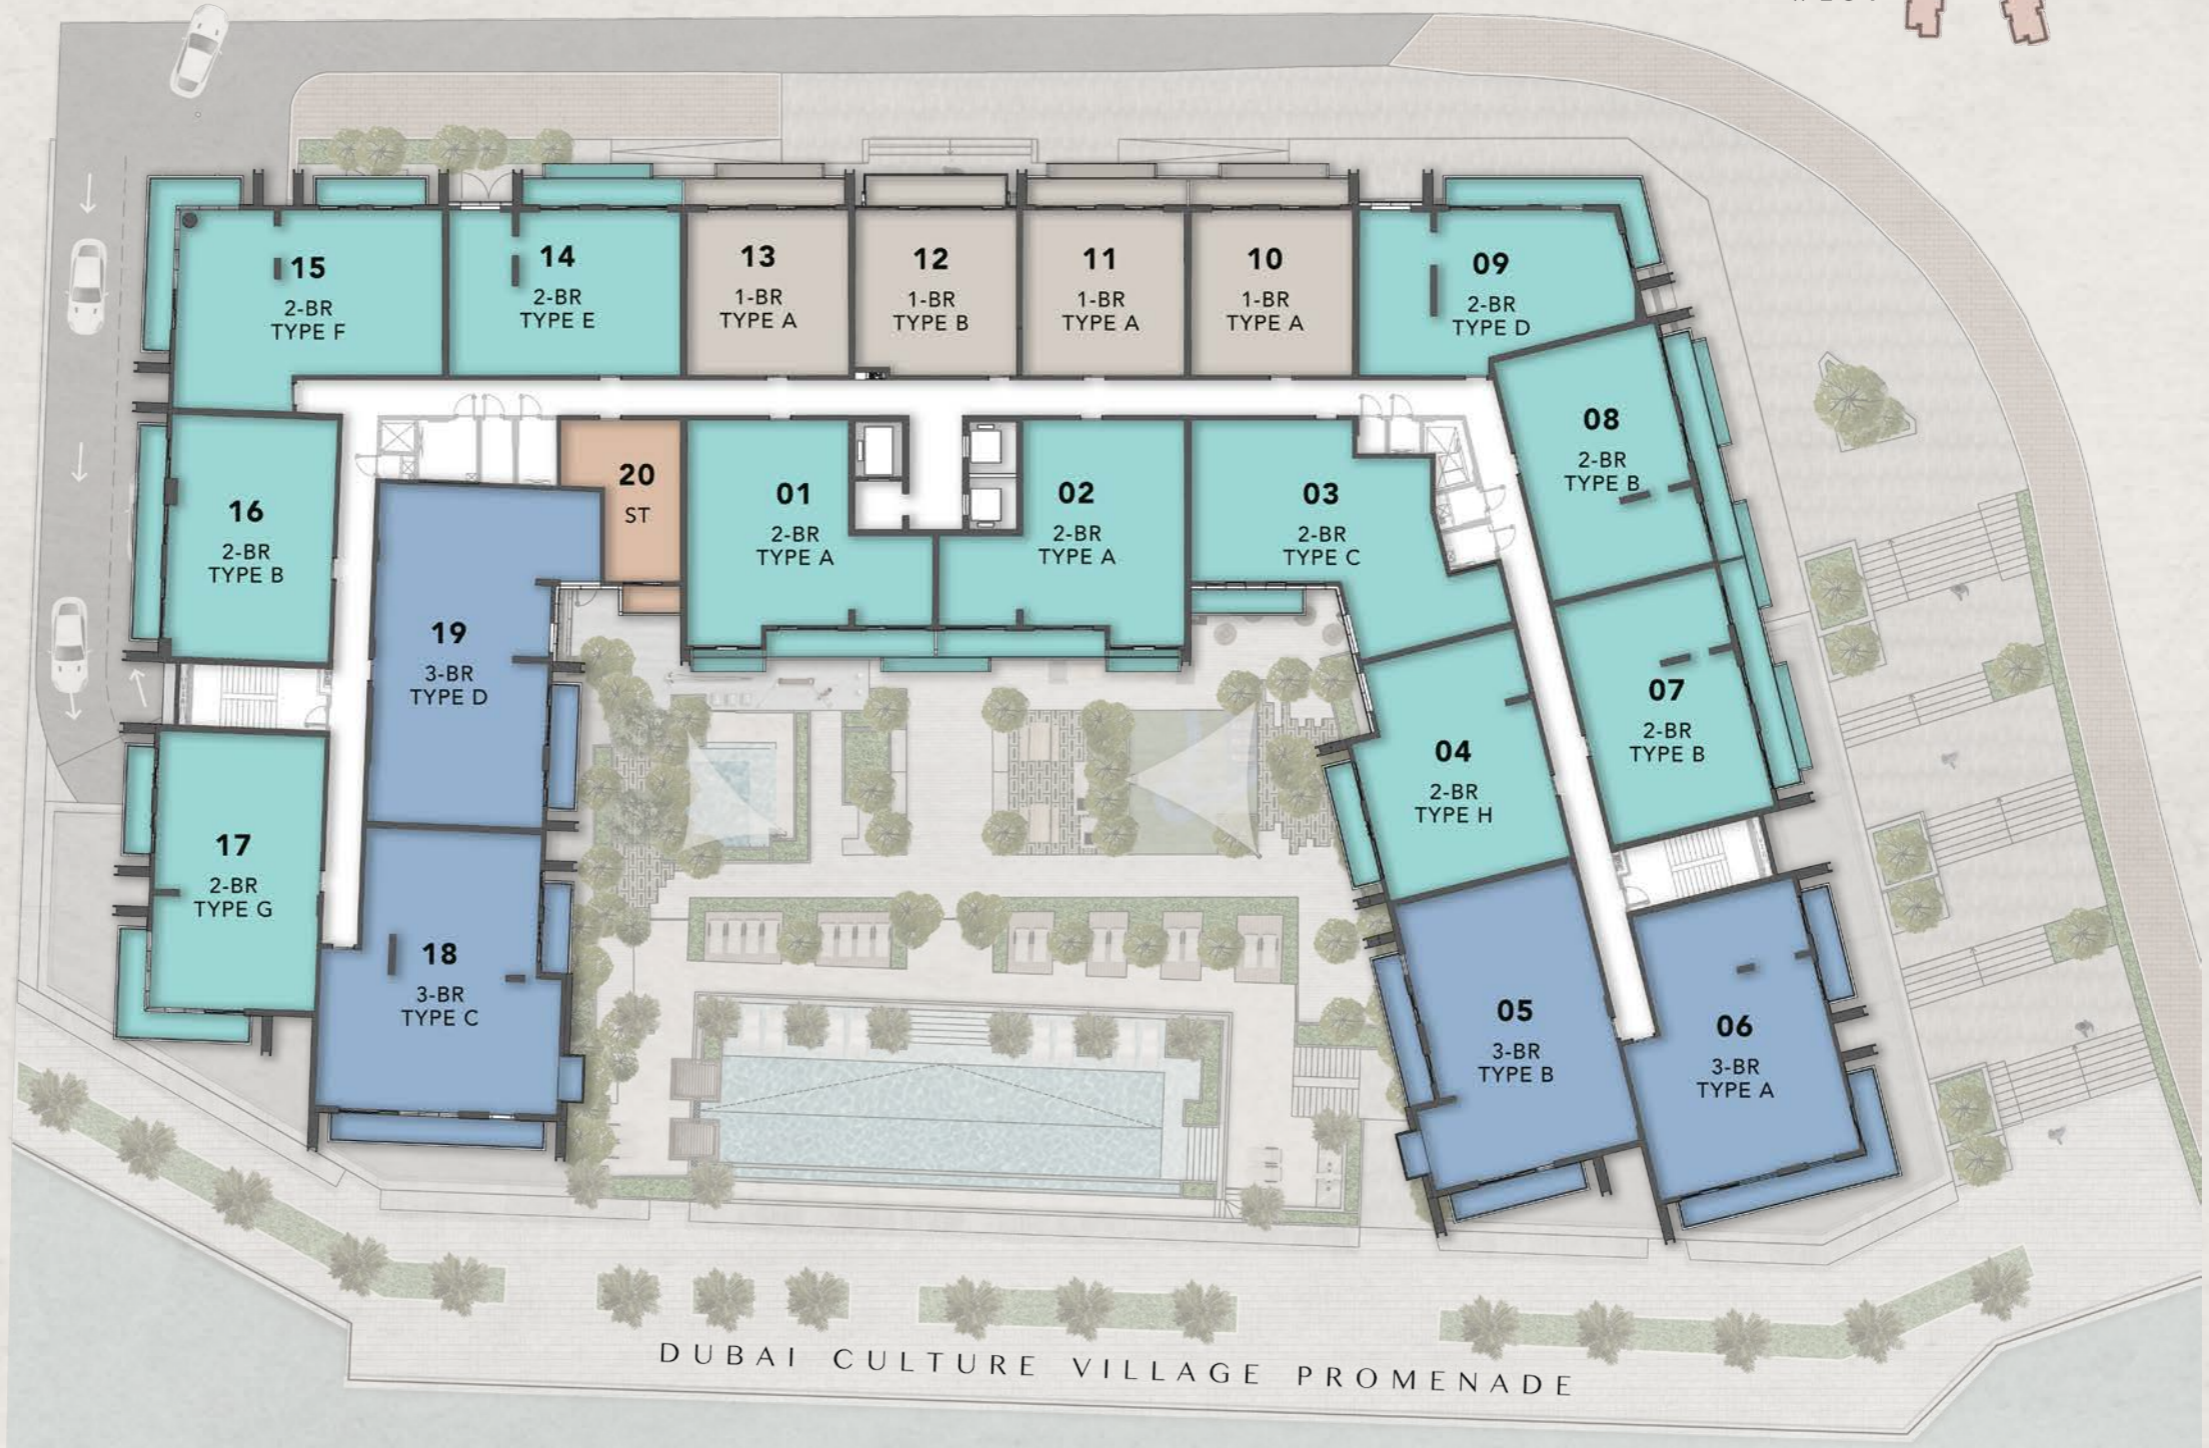 15
2-BR
TYPE F
14
2-BR
TYPE E
13
1-BR
TYPE A
12
1-BR
TYPE B
11
1-BR
TYPE A
10
1-BR
TYPE A
09
2-BR
TYPE D
08
2-BR
TYPE B
16
2-BR
TYPE B
20
ST
01
2-BR
TYPE A
02
2-BR
TYPE A
03
2-BR
TYPE C
19
3-BR
TYPE D
07
2-BR
TYPE B
04
2-BR
TYPE H
17
2-BR
TYPE G
18
3-BR
TYPE C
05
3-BR
TYPE B
06
3-BR
TYPE A
DUBAI CULTURE VILLAGE PROMENADE